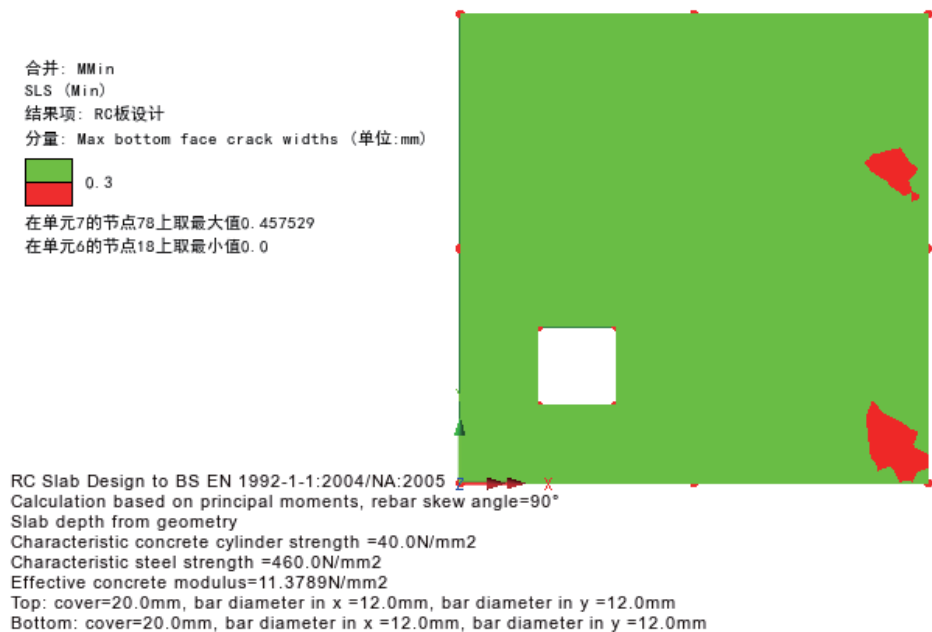 合并: MMin
SLS (Min)
结果项: RC板设计
分量: Max bottom face crack widths (单位:mm)
0.3
在单元7的节点78上取最大值0.457529
在单元6的节点18上取最小值0.0
Y
Z
X
RC Slab Design to BS EN 1992-1-1:2004/NA:2005
Calculation based on principal moments, rebar skew angle=90°
Slab depth from geometry
Characteristic concrete cylinder strength =40.0N/mm2
Characteristic steel strength =460.0N/mm2
Effective concrete modulus=11.3789N/mm2
Top: cover=20.0mm, bar diameter in x =12.0mm, bar diameter in y =12.0mm
Bottom: cover=20.0mm, bar diameter in x =12.0mm, bar diameter in y =12.0mm